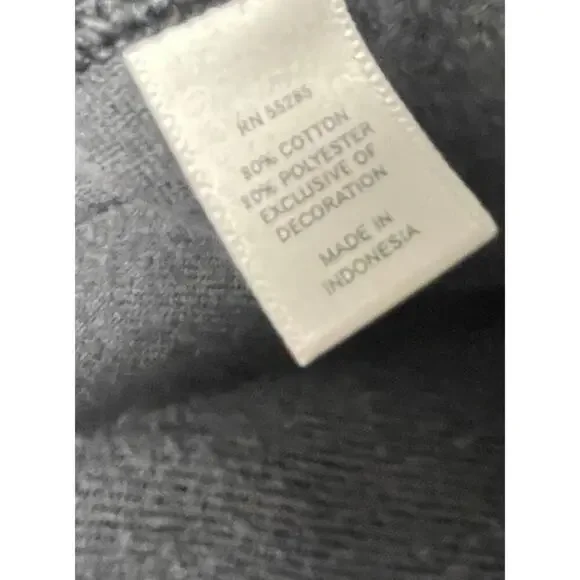 RN 55285
80% COTTON
20% POLYESTER
EXCLUSIVE OF
DECORATION
MADE IN
INDONESIA